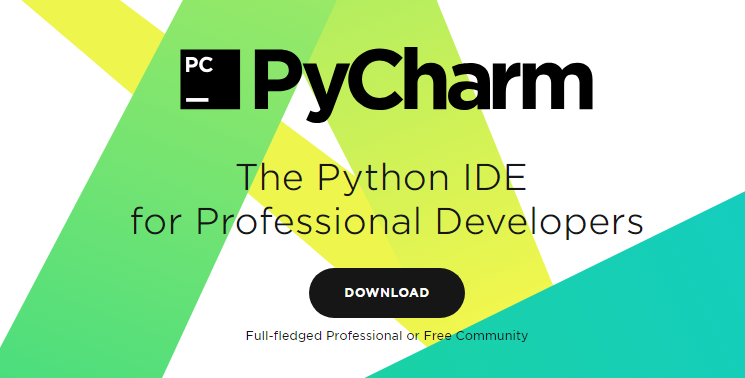 PC
PyCharm
The Python IDE
for Professional Developers
DOWNLOAD
Full-fledged Professional or Free Community